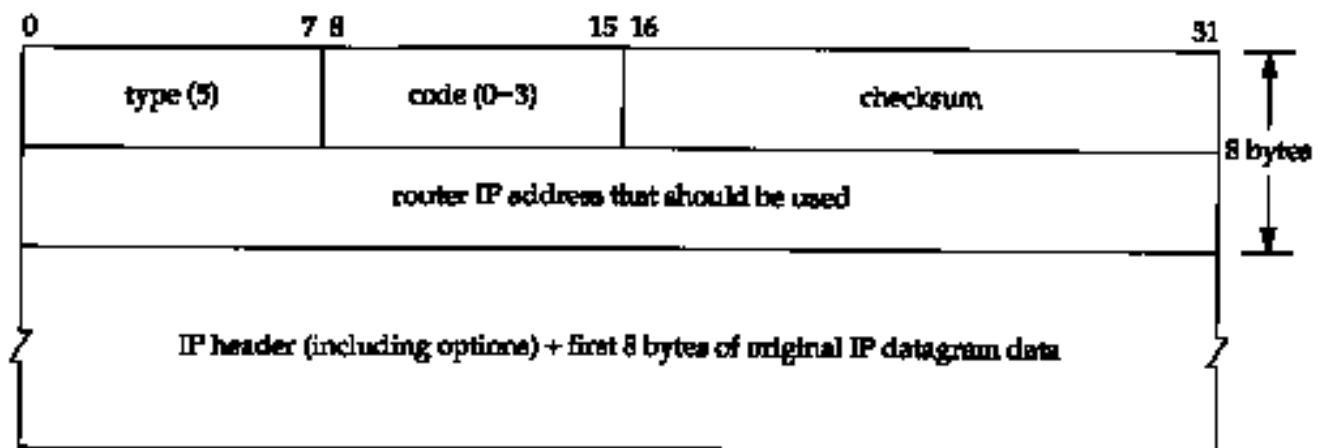 0 7 8 15 16 31
type (5) code (0−3) checksum
8 bytes
router IP address that should be used
IP header (including options) + first 8 bytes of original IP datagram data